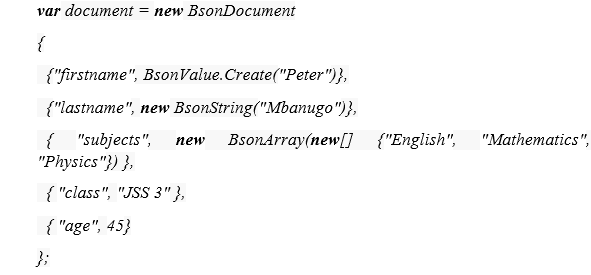 var document = new BsonDocument
{
{"firstname", BsonValue.Create("Peter")},
{"lastname", new BsonString("Mbanugo")},
{ "subjects", new BsonArray(new[] {"English", "Mathematics",
"Physics"}) },
{ "class", "JSS 3" },
{ "age", 45}
};